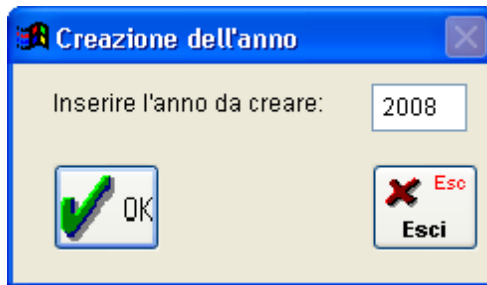 Creazione dell'anno
Inserire l'anno da creare: 2008
OK
Esc
Esci